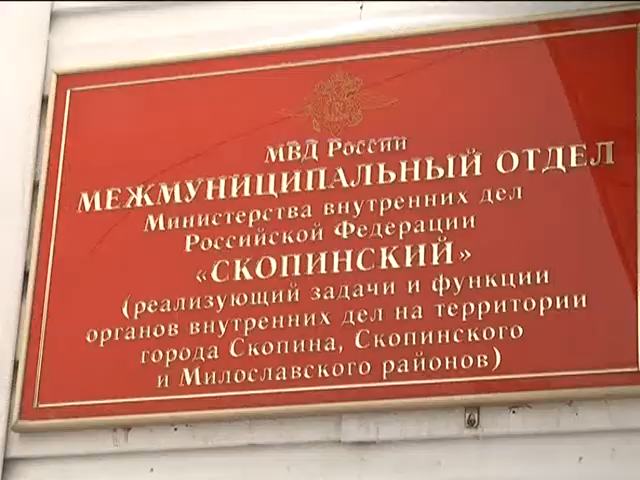 МВД России
МЕЖМУНИЦИПАЛЬНЫЙ ОТДЕЛ
Министерства внутренних дел
Российской Федерации
«СКОПИНСКИЙ»
(реализующий задачи и функции
органов внутренних дел на территории
города Скопина, Скопинского
и Милославского районов)